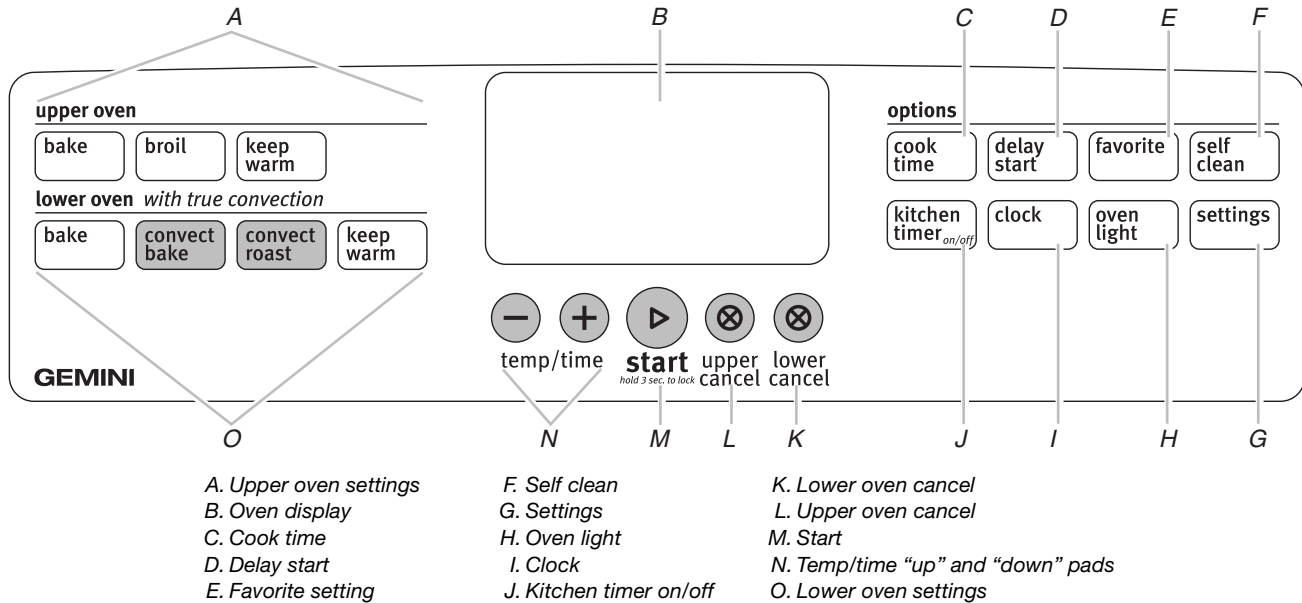 A B C D E F
upper oven
bake broil keep
warm
lower oven with true convection
bake convect
bake convect
roast keep
warm
GEMINI
temp/time start
hold 3 sec. to lock
upper
cancel
lower
cancel
options
cook
time
delay
start
favorite
self
clean
kitchen
timer on/off
clock
oven
light
settings
O N M L K J I H G
A. Upper oven settings
B. Oven display
C. Cook time
D. Delay start
E. Favorite setting
F. Self clean
G. Settings
H. Oven light
I. Clock
J. Kitchen timer on/off
K. Lower oven cancel
L. Upper oven cancel
M. Start
N. Temp/time “up” and “down” pads
O. Lower oven settings